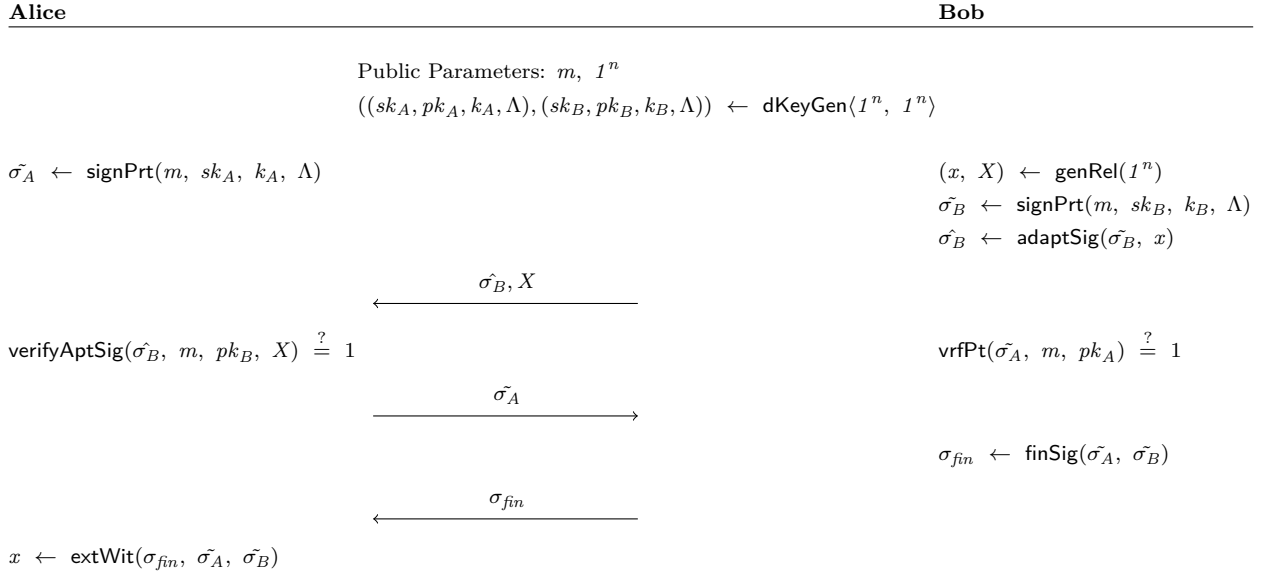 Alice Bob
Public Parameters: m, 1^n
((sk_A, pk_A, k_A, Λ), (sk_B, pk_B, k_B, Λ)) ← dKeyGen⟨1^n, 1^n⟩
σ̃_A ← signPrt(m, sk_A, k_A, Λ) (x, X) ← genRel(1^n)
σ̃_B ← signPrt(m, sk_B, k_B, Λ)
σ̂_B ← adaptSig(σ̃_B, x)
σ̂_B, X
verifyAptSig(σ̂_B, m, pk_B, X) ≟ 1 vrfPt(σ̃_A, m, pk_A) ≟ 1
σ̃_A
σ_fin ← finSig(σ̃_A, σ̃_B)
σ_fin
x ← extWit(σ_fin, σ̃_A, σ̃_B)